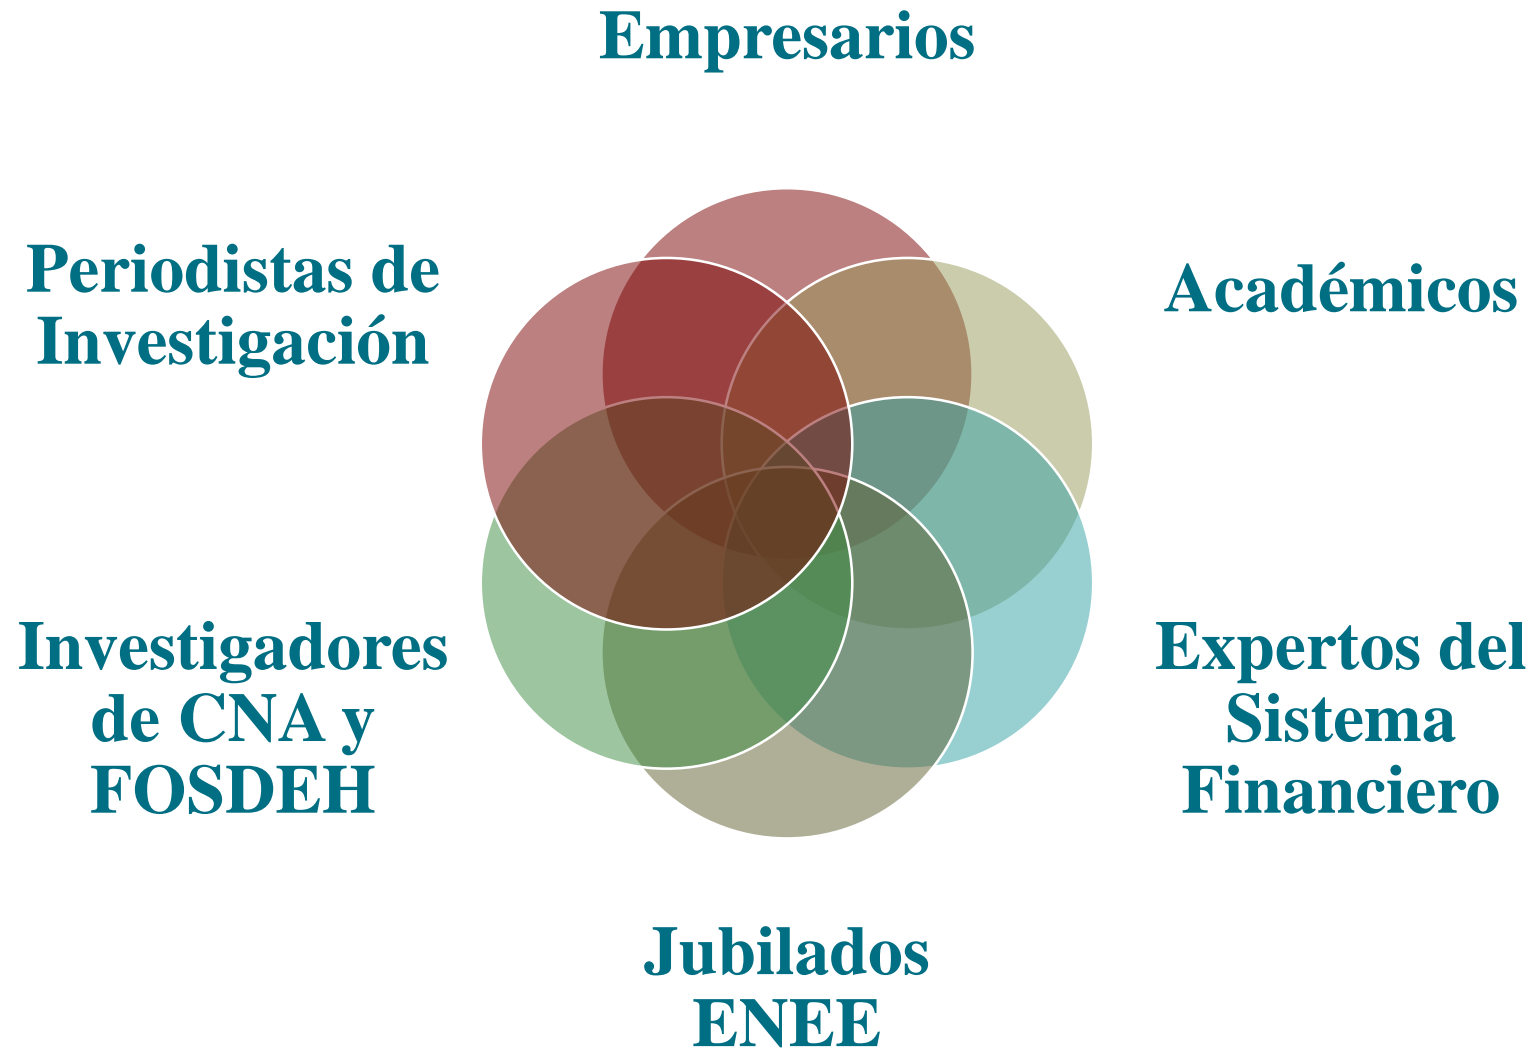 Empresarios
Académicos
Expertos del
Sistema
Financiero
Jubilados
ENEE
Investigadores
de CNA y
FOSDEH
Periodistas de
Investigación